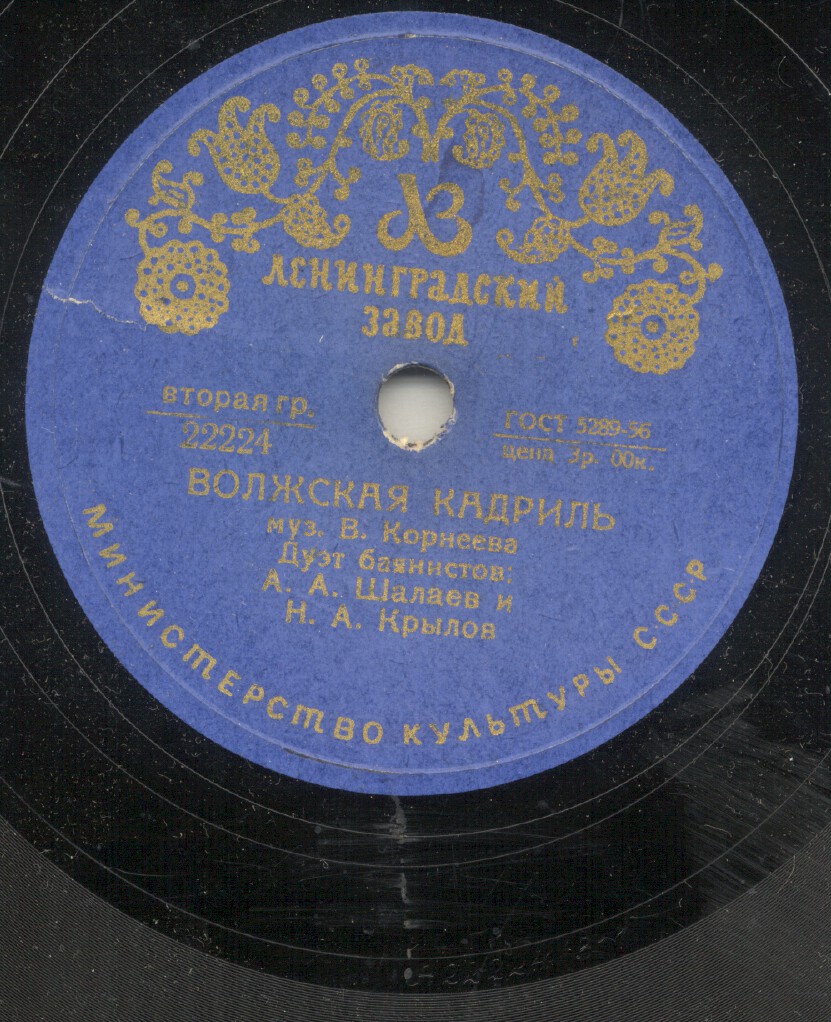 ЛЗ
ЛЕНИНГРАДСКИЙ
ЗАВОД
вторая гр.
22224
ГОСТ 5289-56
цена 3р. 00к.
ВОЛЖСКАЯ КАДРИЛЬ
муз. В. Корнеева
Дуэт баянистов:
А. А. Шалаев и
Н. А. Крылов
МИНИСТЕРСТВО КУЛЬТУРЫ С.С.С.Р